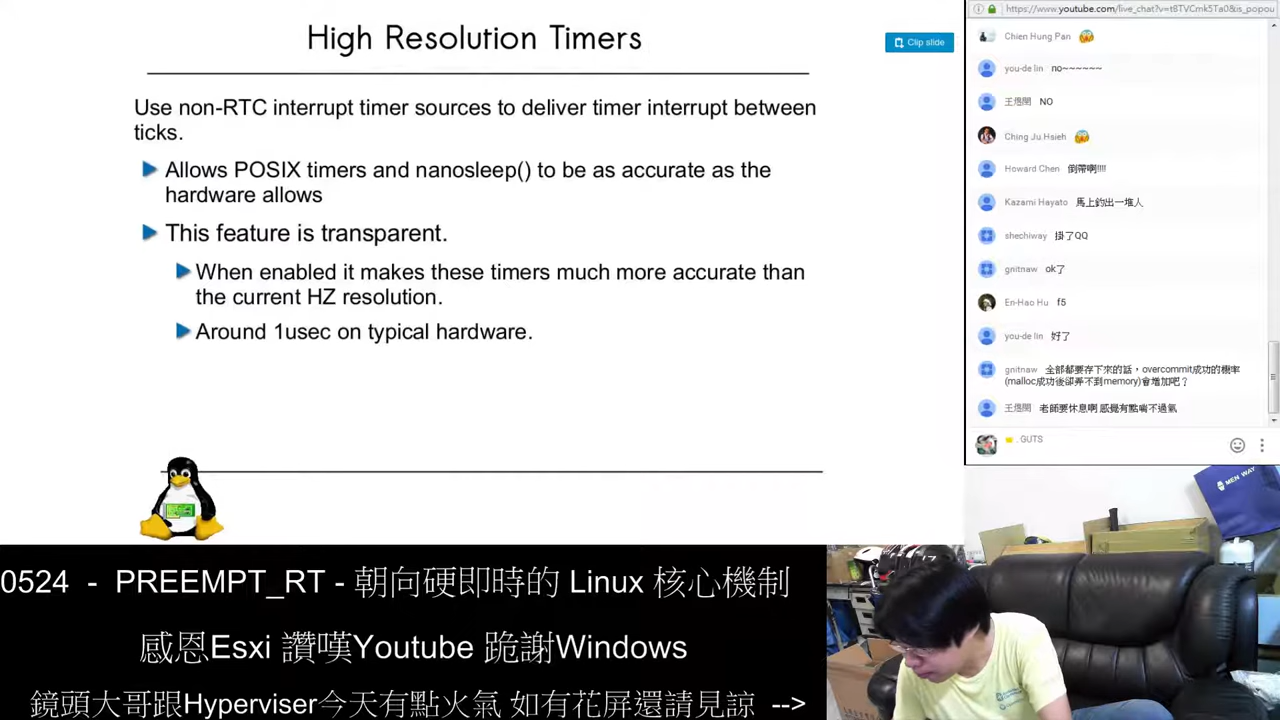 High Resolution Timers
Clip slide
Use non-RTC interrupt timer sources to deliver timer interrupt between
ticks.
Allows POSIX timers and nanosleep() to be as accurate as the
hardware allows
This feature is transparent.
When enabled it makes these timers much more accurate than
the current HZ resolution.
Around 1usec on typical hardware.
https://www.youtube.com/live_chat?v=t8TVCmk5Ta0&is_popou
Chien Hung Pan 😱
you-de lin no~~~~~~
NO
Ching Ju Hsieh 😱
Howard Chen 倒帶喇!!!!
Kazami Hayato 馬上釣出一堆人
shechiway 掛了QQ
gnitnaw ok了
En-Hao Hu f5
you-de lin 好了
gnitnaw 全部都要存下來的話，overcommit成功的機率
(malloc成功後卻弄不到memory)會增加吧？
老師要休息喇 感覺有點喘不過氣
. GUTS
MEN WAY
0524 - PREEMPT_RT - 朝向硬即時的 Linux 核心機制
感恩Esxi 讚嘆Youtube 跪謝Windows
鏡頭大哥跟Hyperviser今天有點火氣 如有花屏還請見諒 -->